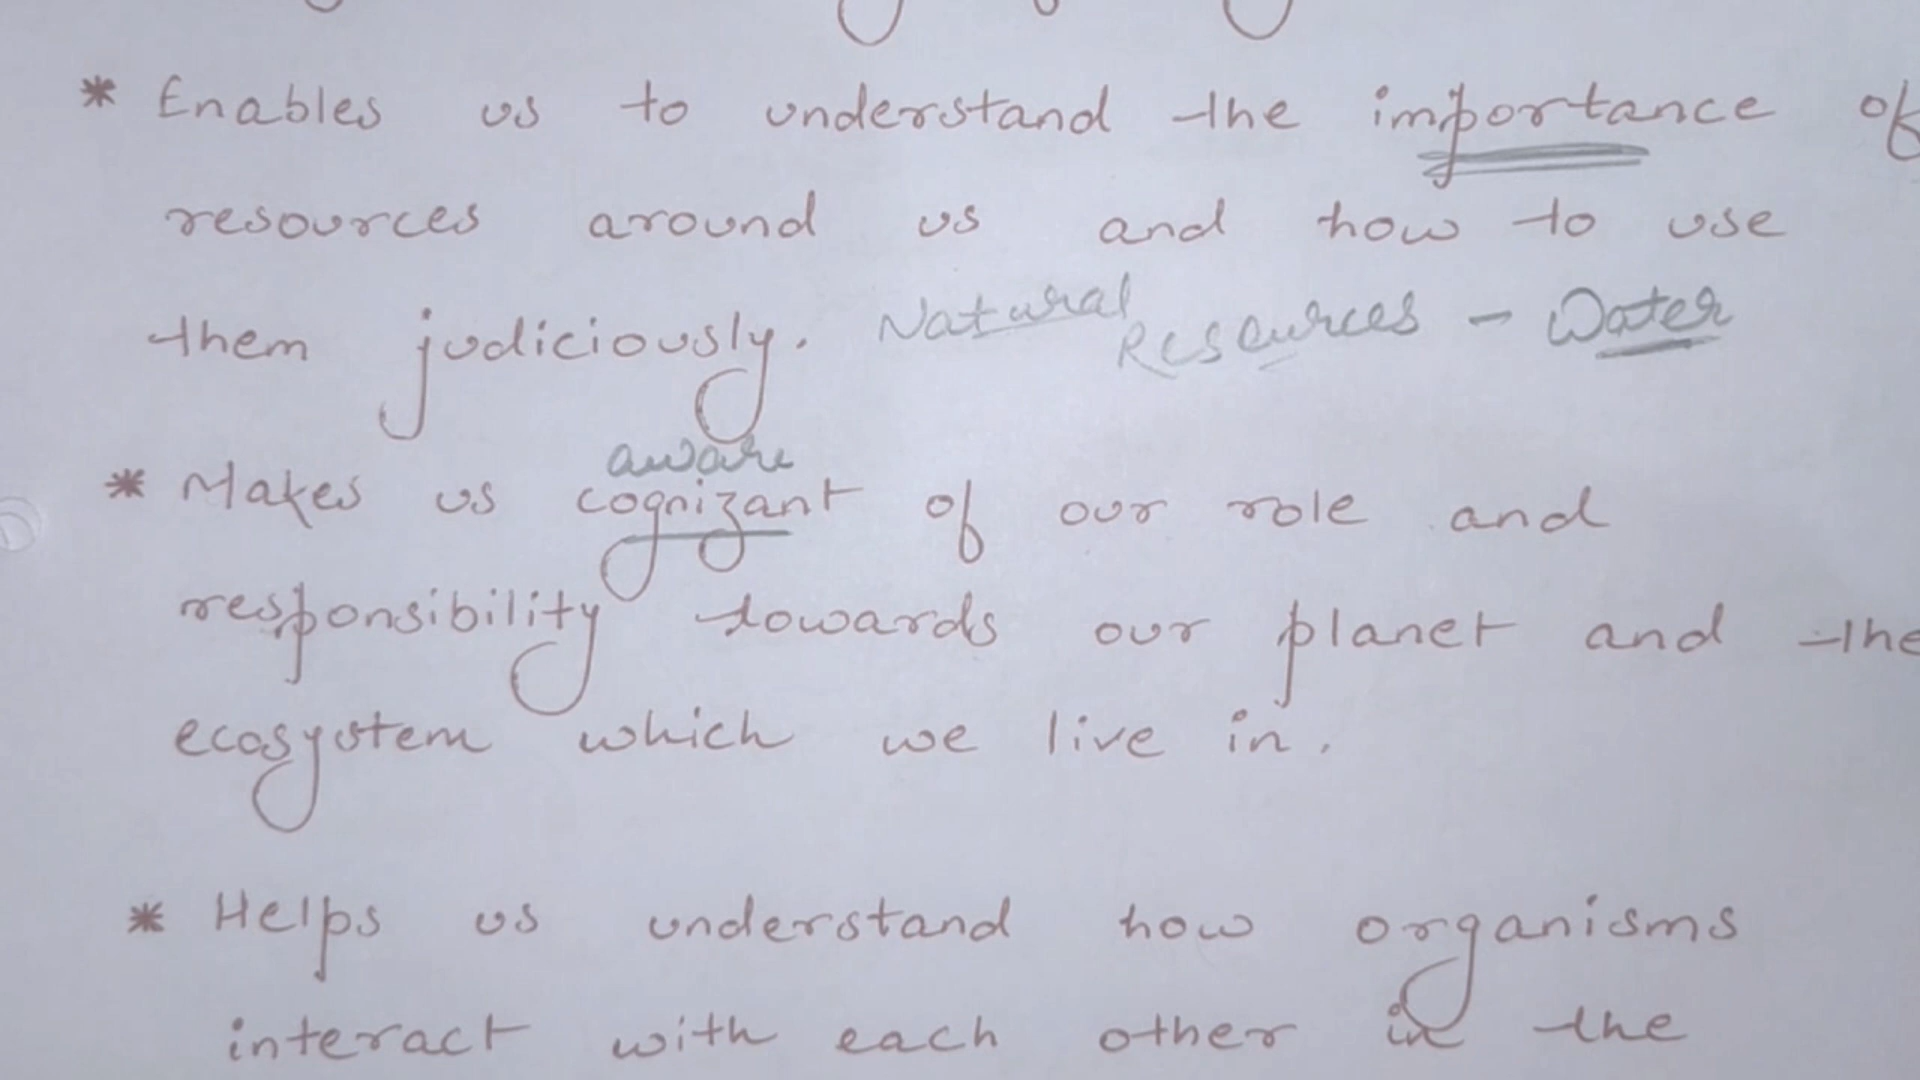 * Enables us to understand the importance of
resources around us and how to use
them judiciously. Natural Resources - Water
aware
* Makes us cognizant of our role and
responsibility towards our planet and the
ecosystem which we live in.
* Helps us understand how organisms
interact with each other in the